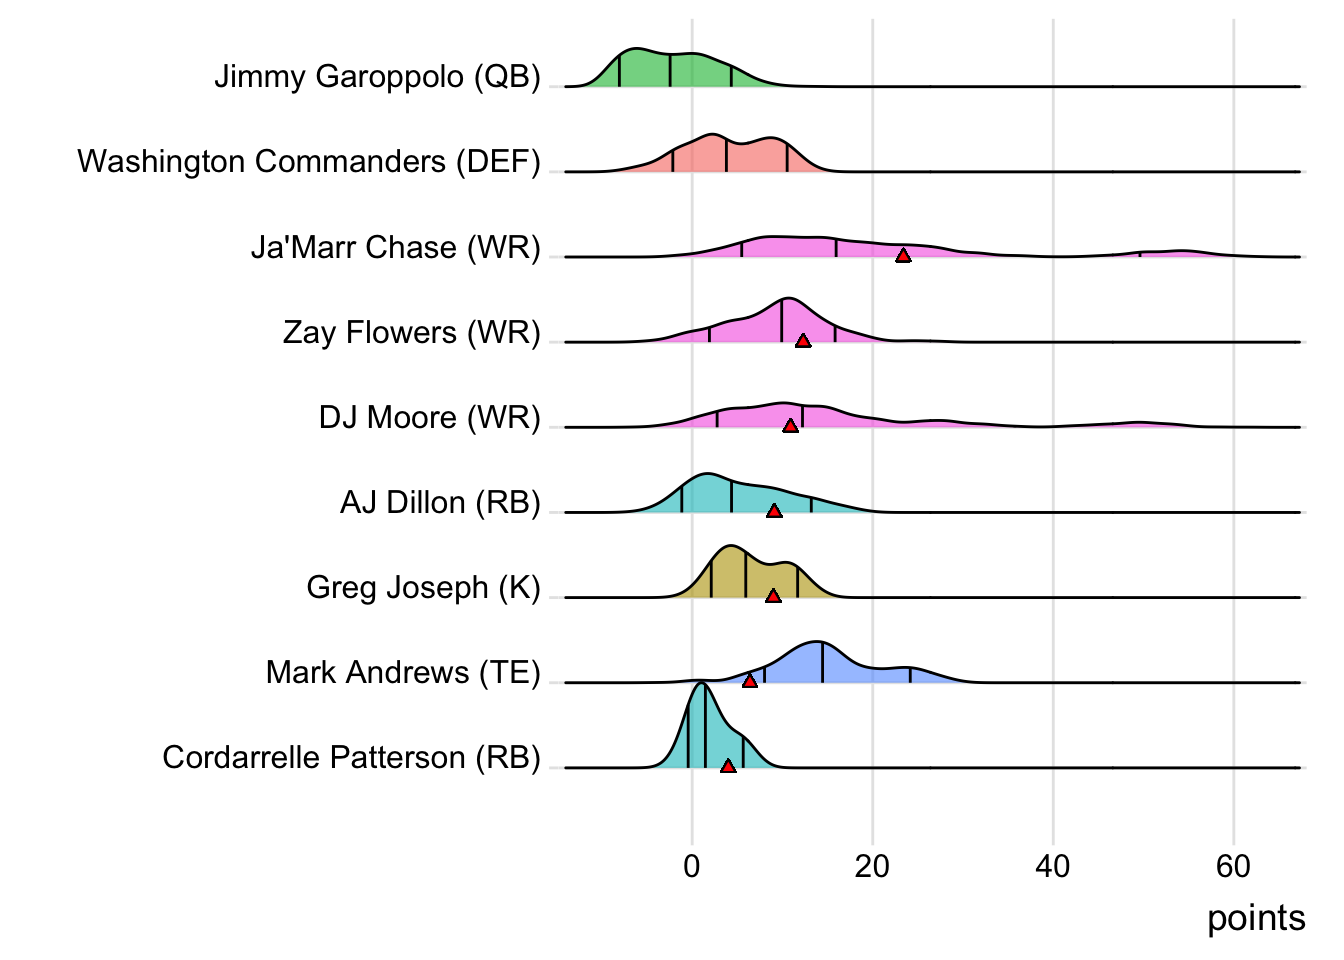 Jimmy Garoppolo (QB)
Washington Commanders (DEF)
Ja'Marr Chase (WR)
Zay Flowers (WR)
DJ Moore (WR)
AJ Dillon (RB)
Greg Joseph (K)
Mark Andrews (TE)
Cordarrelle Patterson (RB)
0 20 40 60
points